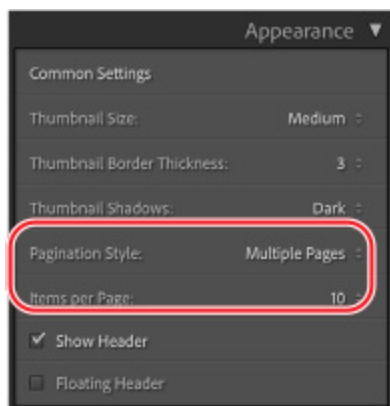 Appearance ▼
Common Settings
Thumbnail Size: Medium
Thumbnail Border Thickness: 3
Thumbnail Shadows: Dark
Pagination Style: Multiple Pages
Items per Page: 10
Show Header
Floating Header